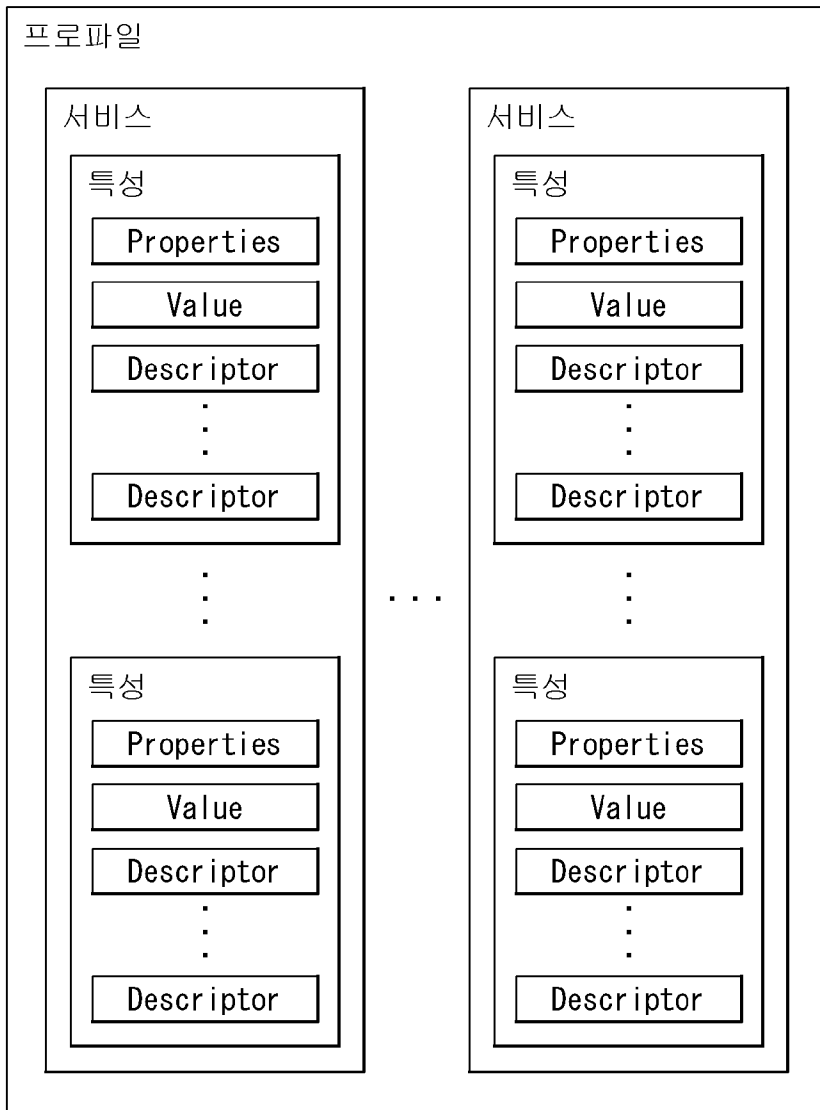 프로파일
서비스
특성
Properties
Value
Descriptor
Descriptor
특성
Properties
Value
Descriptor
Descriptor
서비스
특성
Properties
Value
Descriptor
Descriptor
특성
Properties
Value
Descriptor
Descriptor